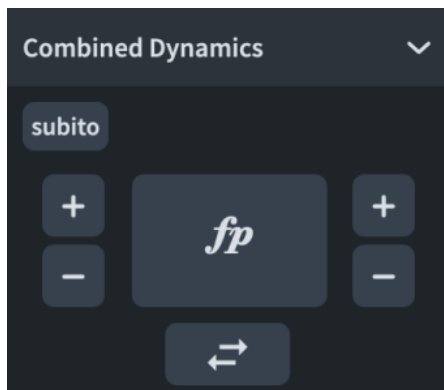 Combined Dynamics
subito
+ +
fp
− −